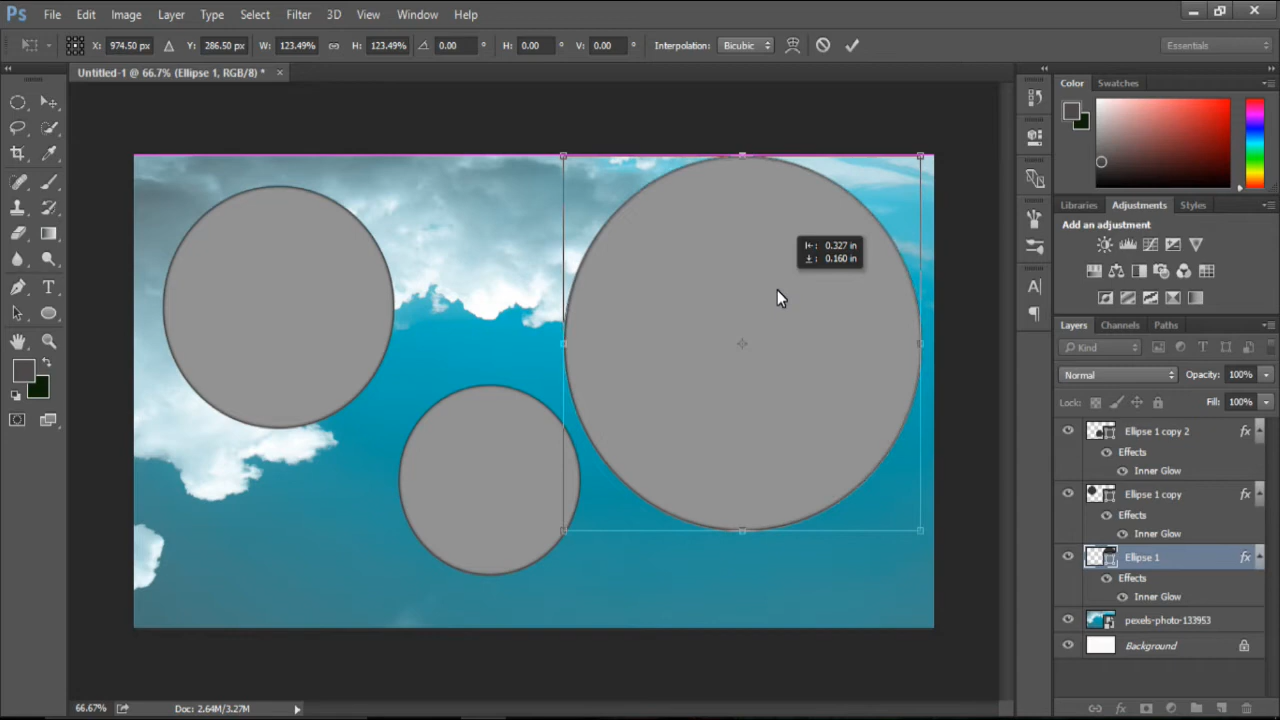 Ps File Edit Image Layer Type Select Filter 3D View Window Help
X: 974.50 px Y: 286.50 px W: 123.49% H: 123.49% 0.00 ° H: 0.00 ° V: 0.00 ° Interpolation: Bicubic Essentials
Untitled-1 @ 66.7% (Ellipse 1, RGB/8) * ×
Color Swatches
Libraries Adjustments Styles
Add an adjustment
0.327 in
0.160 in
Layers Channels Paths
Kind
Normal Opacity: 100%
Lock: Fill: 100%
Ellipse 1 copy 2 fx
Effects
Inner Glow
Ellipse 1 copy fx
Effects
Inner Glow
Ellipse 1 fx
Effects
Inner Glow
pexels-photo-133953
Background
66.67% Doc: 2.64M/3.27M